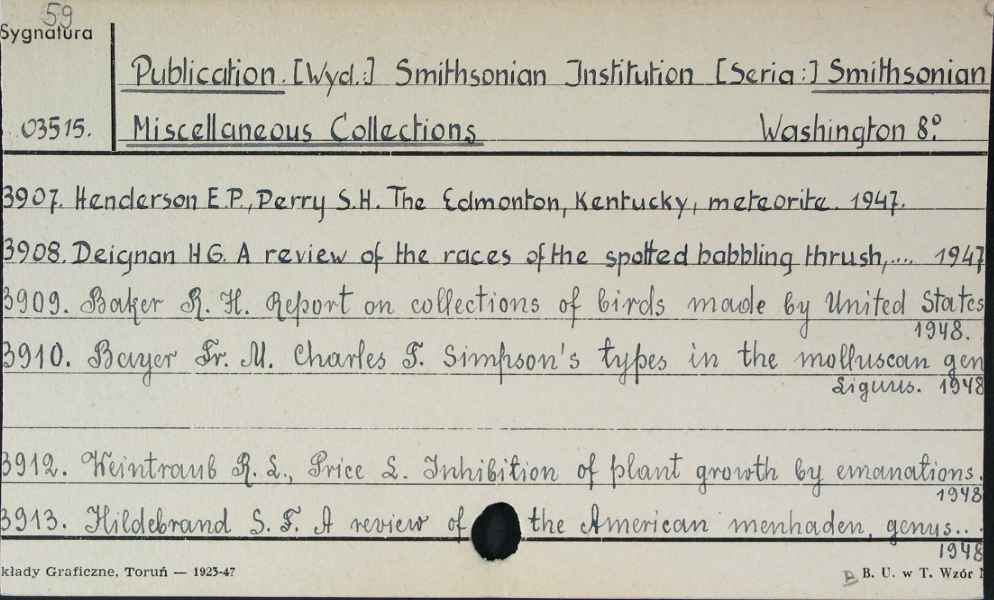 59
Sygnatura
Publication. [Wyd.:] Smithsonian Institution [Seria:] Smithsonian
03515. Miscellaneous Collections Washington 8º
3907. Henderson E.P., Perry S.H. The Edmonton, Kentucky, meteorite. 1947.
3908. Deignan H.G. A review of the races of the spotted babbling thrush,.... 1947
3909. Baker R. H. Report on collections of birds made by United States
1948.
3910. Bayer Fr. M. Charles T. Simpson's types in the molluscan gen
Liguus. 1948
3912. Weintraub R. L., Price L. Inhibition of plant growth by emanations.
1948
3913. Hildebrand S. F. A review of the American menhaden, genus...
1948
kłady Graficzne, Toruń — 1925-47
B. U. w T. Wzór